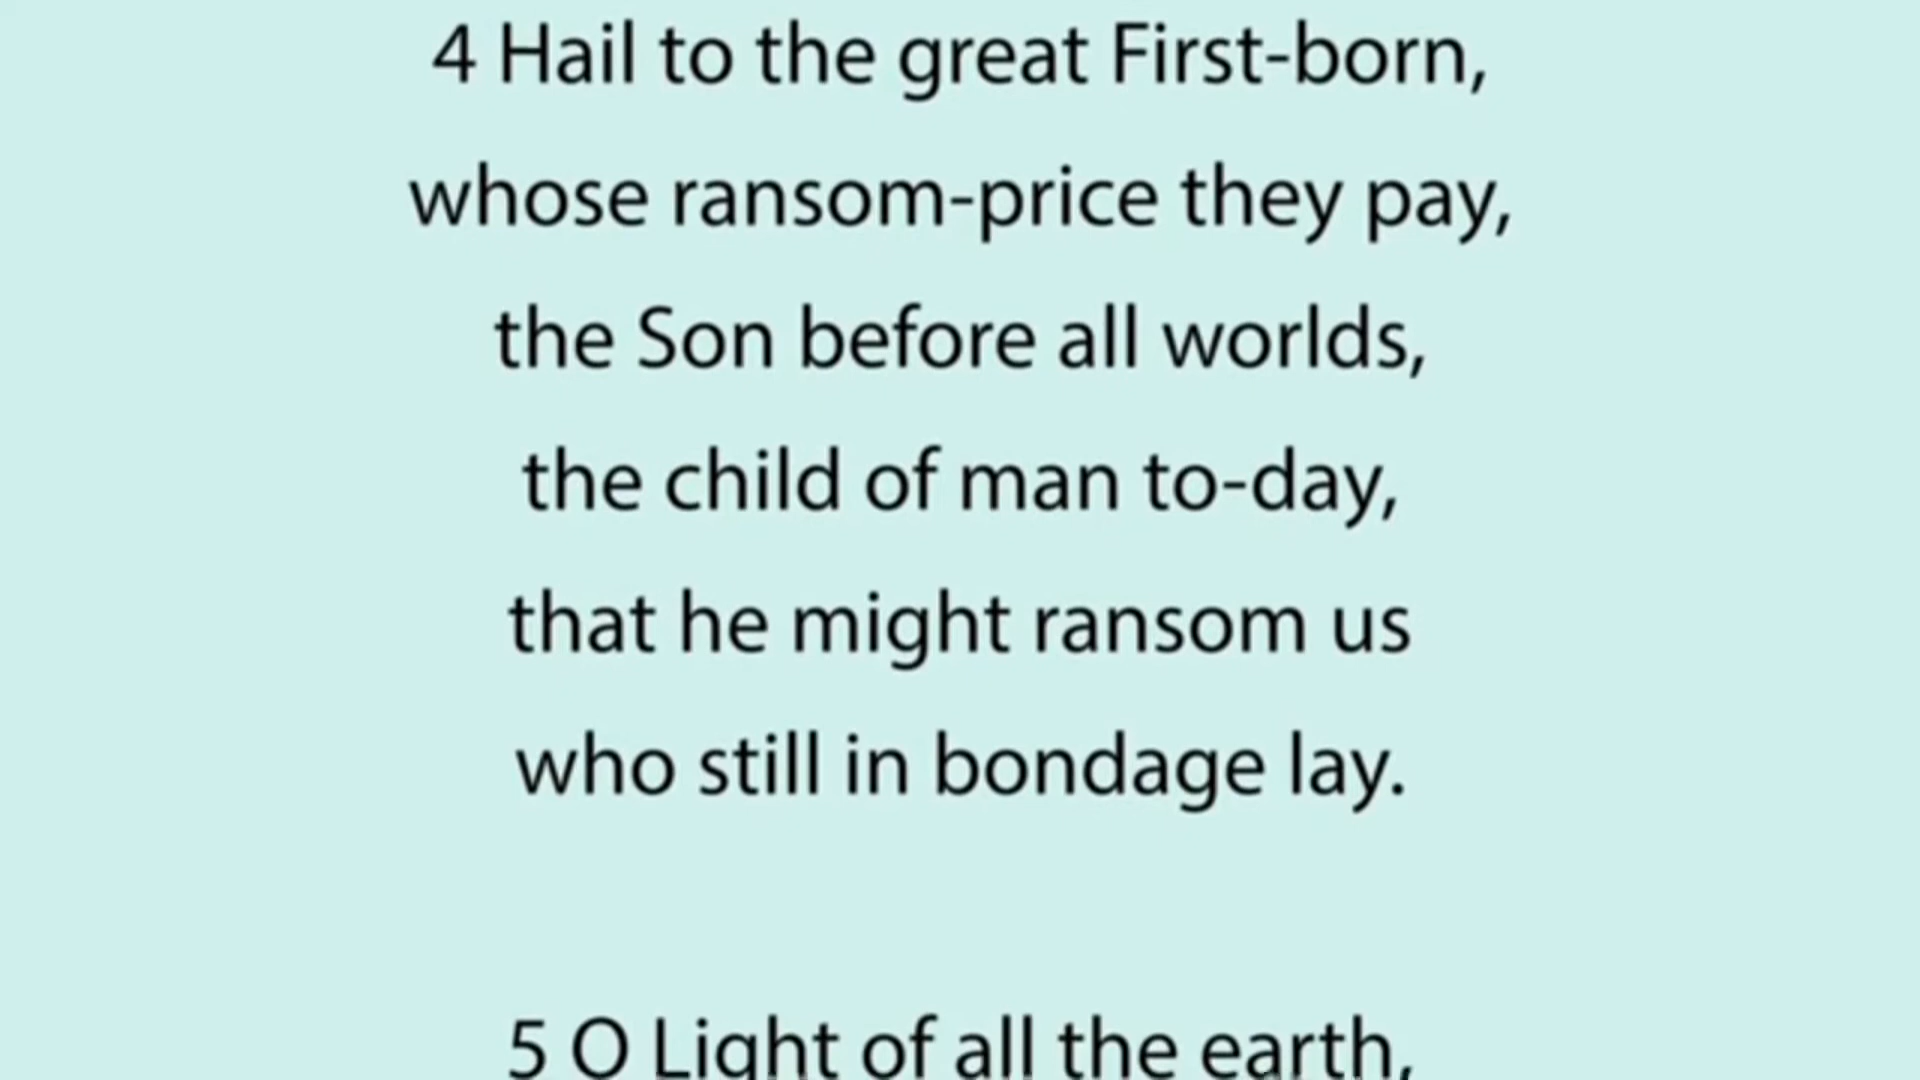 4 Hail to the great First-born,
whose ransom-price they pay,
the Son before all worlds,
the child of man to-day,
that he might ransom us
who still in bondage lay.
5 O Light of all the earth,